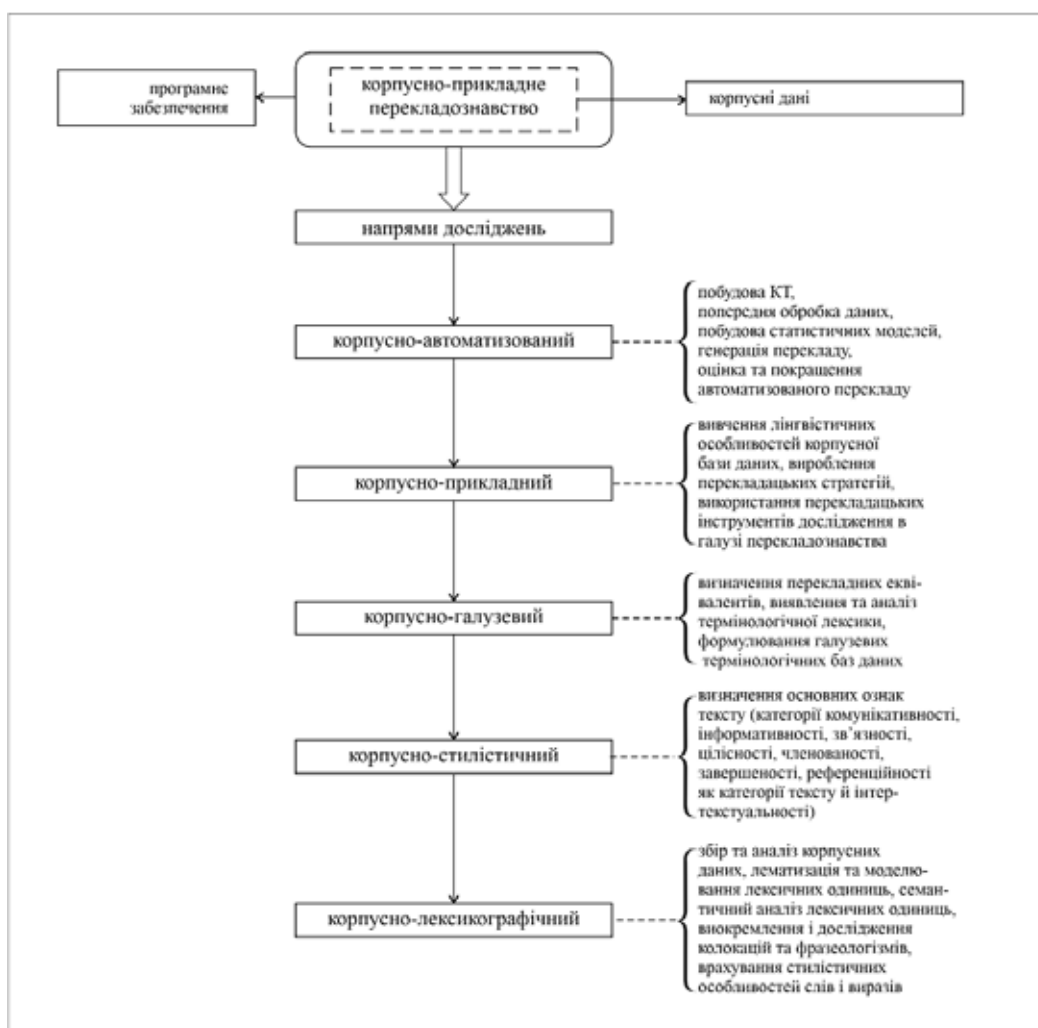 програмне
забезпечення
корпусно-прикладне
перекладознавство
корпусні дані
напрями досліджень
корпусно-автоматизований
побудова КТ,
попередня обробка даних,
побудова статистичних моделей,
генерація перекладу,
оцінка та покращення
автоматизованого перекладу
корпусно-прикладний
вивчення лінгвістичних
особливостей корпусної
бази даних, вироблення
перекладацьких стратегій,
використання перекладацьких
інструментів дослідження в
галузі перекладознавства
корпусно-галузевий
визначення перекладних екві-
валентів, виявлення та аналіз
термінологічної лексики,
формулювання галузевих
термінологічних баз даних
корпусно-стилістичний
визначення основних ознак
тексту (категорії комунікативності,
інформативності, зв’язності,
цілісності, членованості,
завершеності, референційності
як категорії тексту й інтер-
текстуальності)
корпусно-лексикографічний
збір та аналіз корпусних
даних, лематизація та моделю-
вання лексичних одиниць, семан-
тичний аналіз лексичних одиниць,
виокремлення і дослідження
колокацій та фразеологізмів,
врахування стилістичних
особливостей слів і виразів